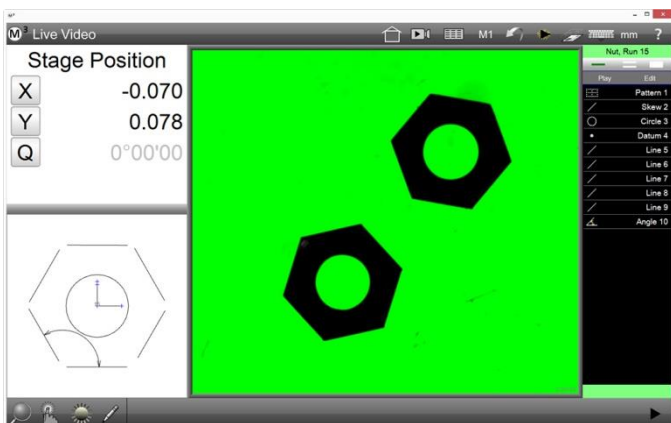 M³ Live Video
M1
mm ?
Nut, Run 15
Stage Position
X -0.070
Y 0.078
Q 0°00'00
Play Edit
Pattern 1
Skew 2
Circle 3
Datum 4
Line 5
Line 6
Line 7
Line 8
Line 9
Angle 10